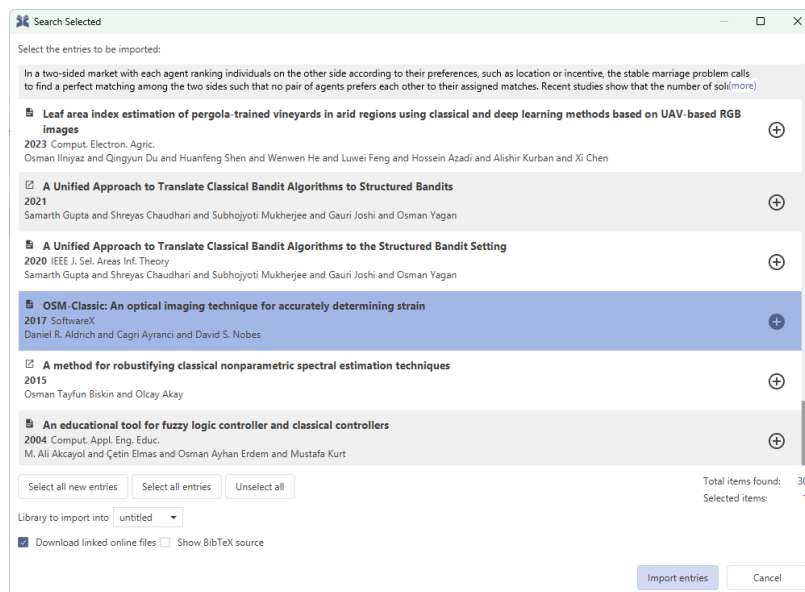 Search Selected
Select the entries to be imported:
In a two-sided market with each agent ranking individuals on the other side according to their preferences, such as location or incentive, the stable marriage problem calls
to find a perfect matching among the two sides such that no pair of agents prefers each other to their assigned matches. Recent studies show that the number of sol(more)
Leaf area index estimation of pergola-trained vineyards in arid regions using classical and deep learning methods based on UAV-based RGB
images
2023 Comput. Electron. Agric.
Osman Ilniyaz and Qingyun Du and Huanfeng Shen and Wenwen He and Luwei Feng and Hossein Azadi and Alishir Kurban and Xi Chen
A Unified Approach to Translate Classical Bandit Algorithms to Structured Bandits
2021
Samarth Gupta and Shreyas Chaudhari and Subhojyoti Mukherjee and Gauri Joshi and Osman Yagan
A Unified Approach to Translate Classical Bandit Algorithms to the Structured Bandit Setting
2020 IEEE J. Sel. Areas Inf. Theory
Samarth Gupta and Shreyas Chaudhari and Subhojyoti Mukherjee and Gauri Joshi and Osman Yagan
OSM-Classic: An optical imaging technique for accurately determining strain
2017 SoftwareX
Daniel R. Aldrich and Cagri Ayranci and David S. Nobes
A method for robustifying classical nonparametric spectral estimation techniques
2015
Osman Tayfun Biskin and Olcay Akay
An educational tool for fuzzy logic controller and classical controllers
2004 Comput. Appl. Eng. Educ.
M. Ali Akcayol and Çetin Elmas and Osman Ayhan Erdem and Mustafa Kurt
Select all new entries Select all entries Unselect all
Total items found: 30
Selected items: 1
Library to import into untitled
Download linked online files Show BibTeX source
Import entries Cancel